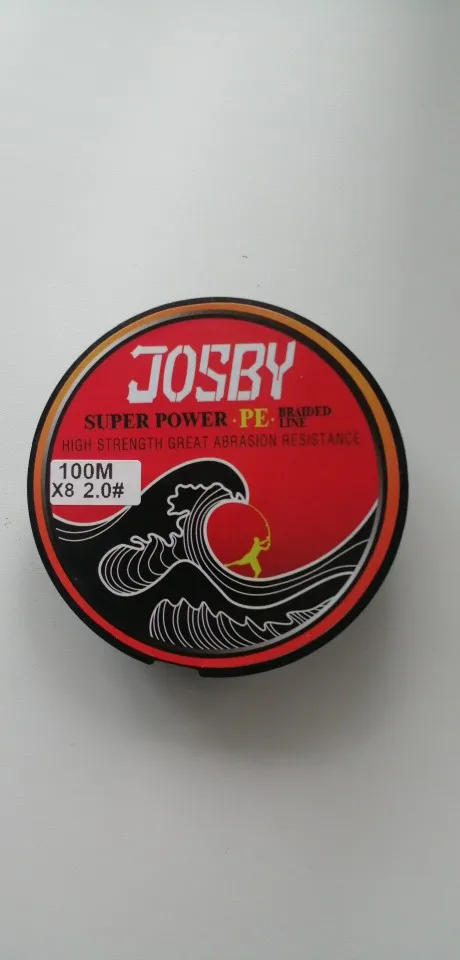 JOSBY
SUPER POWER · PE · BRAIDED LINE
HIGH STRENGTH GREAT ABRASION RESISTANCE
100M
X8 2.0#